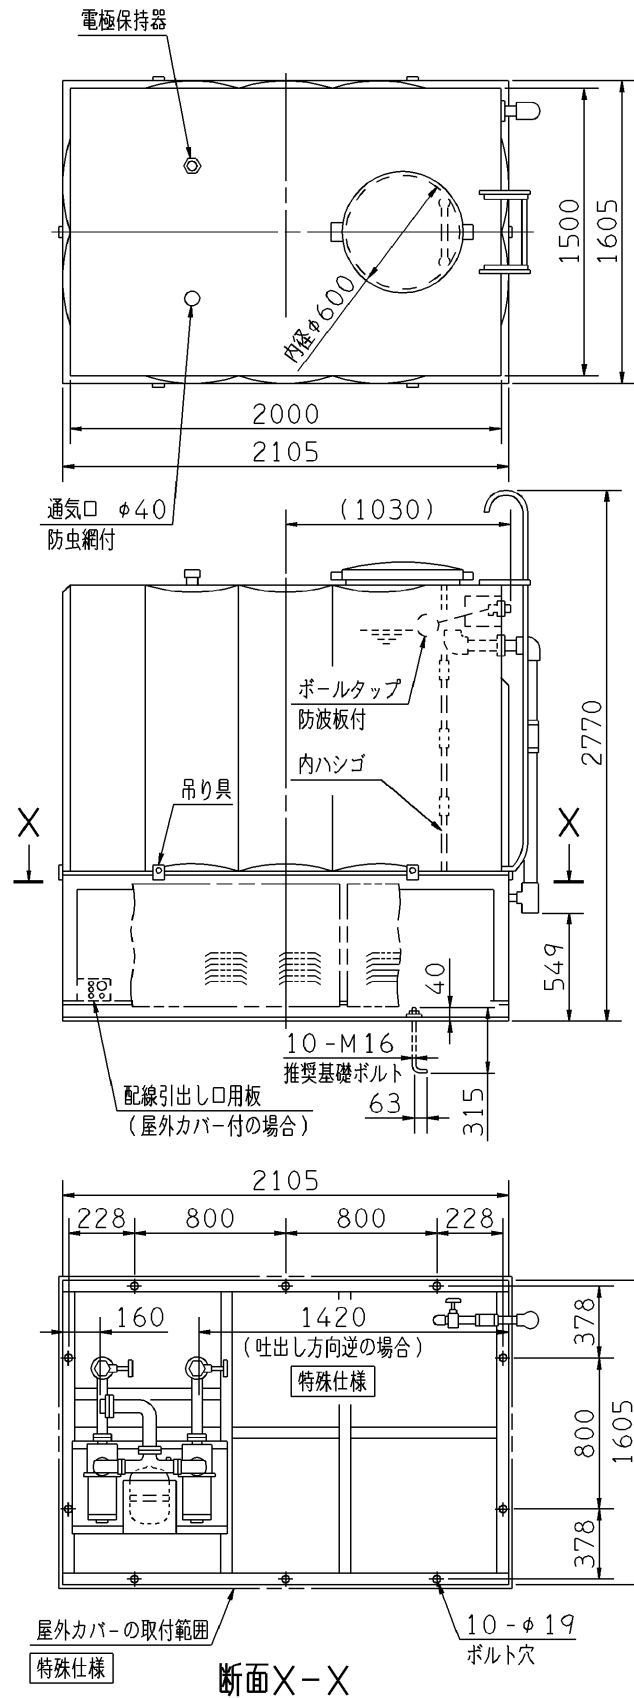 電極保持器
1500
1605
内径φ600
2000
2105
通気口 φ40
防虫網付
(1030)
ボールタップ
防波板付
2770
内ハシゴ
吊り具
X
X
549
40
10-M16
推奨基礎ボルト
63
315
配線引出し口用板
(屋外カバー付の場合)
2105
228
800
800
228
160
1420
(吐出し方向逆の場合)
特殊仕様
378
800
1605
378
屋外カバーの取付範囲
特殊仕様
10-φ19
ボルト穴
断面X-X